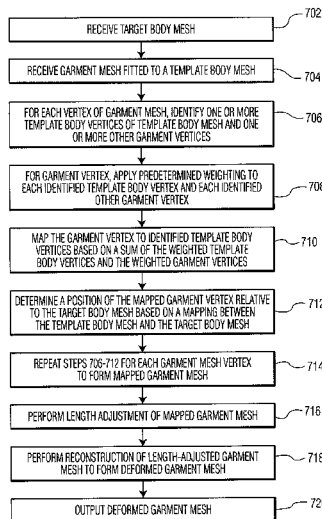 RECEIVE TARGET BODY MESH
702
RECEIVE GARMENT MESH FITTED TO A TEMPLATE BODY MESH
704
FOR EACH VERTEX OF GARMENT MESH, IDENTIFY ONE OR MORE
TEMPLATE BODY VERTICES OF TEMPLATE BODY MESH AND ONE
OR MORE OTHER GARMENT VERTICES
706
FOR GARMENT VERTEX, APPLY PREDETERMINED WEIGHTING TO
EACH IDENTIFIED TEMPLATE BODY VERTEX AND EACH IDENTIFIED
OTHER GARMENT VERTEX
708
MAP THE GARMENT VERTEX TO IDENTIFIED TEMPLATE BODY
VERTICES BASED ON A SUM OF THE WEIGHTED TEMPLATE
BODY VERTICES AND THE WEIGHTED GARMENT VERTICES
710
DETERMINE A POSITION OF THE MAPPED GARMENT VERTEX RELATIVE
TO THE TARGET BODY MESH BASED ON A MAPPING BETWEEN
THE TEMPLATE BODY MESH AND THE TARGET BODY MESH
712
REPEAT STEPS 706-712 FOR EACH GARMENT MESH VERTEX
TO FORM MAPPED GARMENT MESH
714
PERFORM LENGTH ADJUSTMENT OF MAPPED GARMENT MESH
716
PERFORM RECONSTRUCTION OF LENGTH-ADJUSTED GARMENT
MESH TO FORM DEFORMED GARMENT MESH
718
OUTPUT DEFORMED GARMENT MESH